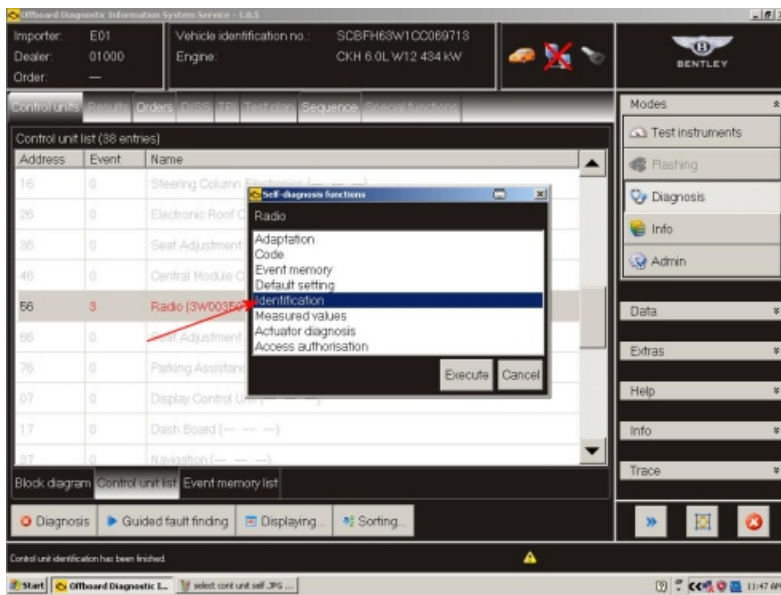 Offboard Diagnostic Information System Service - 1.0.5
Importer: E01
Dealer: 01000
Order: —
Vehicle identification no.: SCBFH63W1CC069713
Engine: CKH 6.0L W12 434 kW
BENTLEY
Control units Results Orders DISS TPI Test plan Sequence Special functions
Control unit list (38 entries)
Address Event Name
16 0 Steering Column Electronics (— — —)
26 0 Electronic Roof C
36 0 Seat Adjustment
46 0 Central Module C
56 3 Radio (3W00350
66 0 Seat Adjustment
76 0 Parking Assistanc
07 0 Display Control Unit (— — —)
17 0 Dash Board (— — —)
37 0 Navigation (— — —)
Self-diagnosis functions
Radio
Adaptation
Code
Event memory
Default setting
Identification
Measured values
Actuator diagnosis
Access authorisation
Execute Cancel
Block diagram Control unit list Event memory list
Diagnosis Guided fault finding Displaying... Sorting...
Modes
Test instruments
Flashing
Diagnosis
Info
Admin
Data
Extras
Help
Info
Trace
Control unit identification has been finished.
Start Offboard Diagnostic I... select cont unit self .JPG ... 11:47 AM